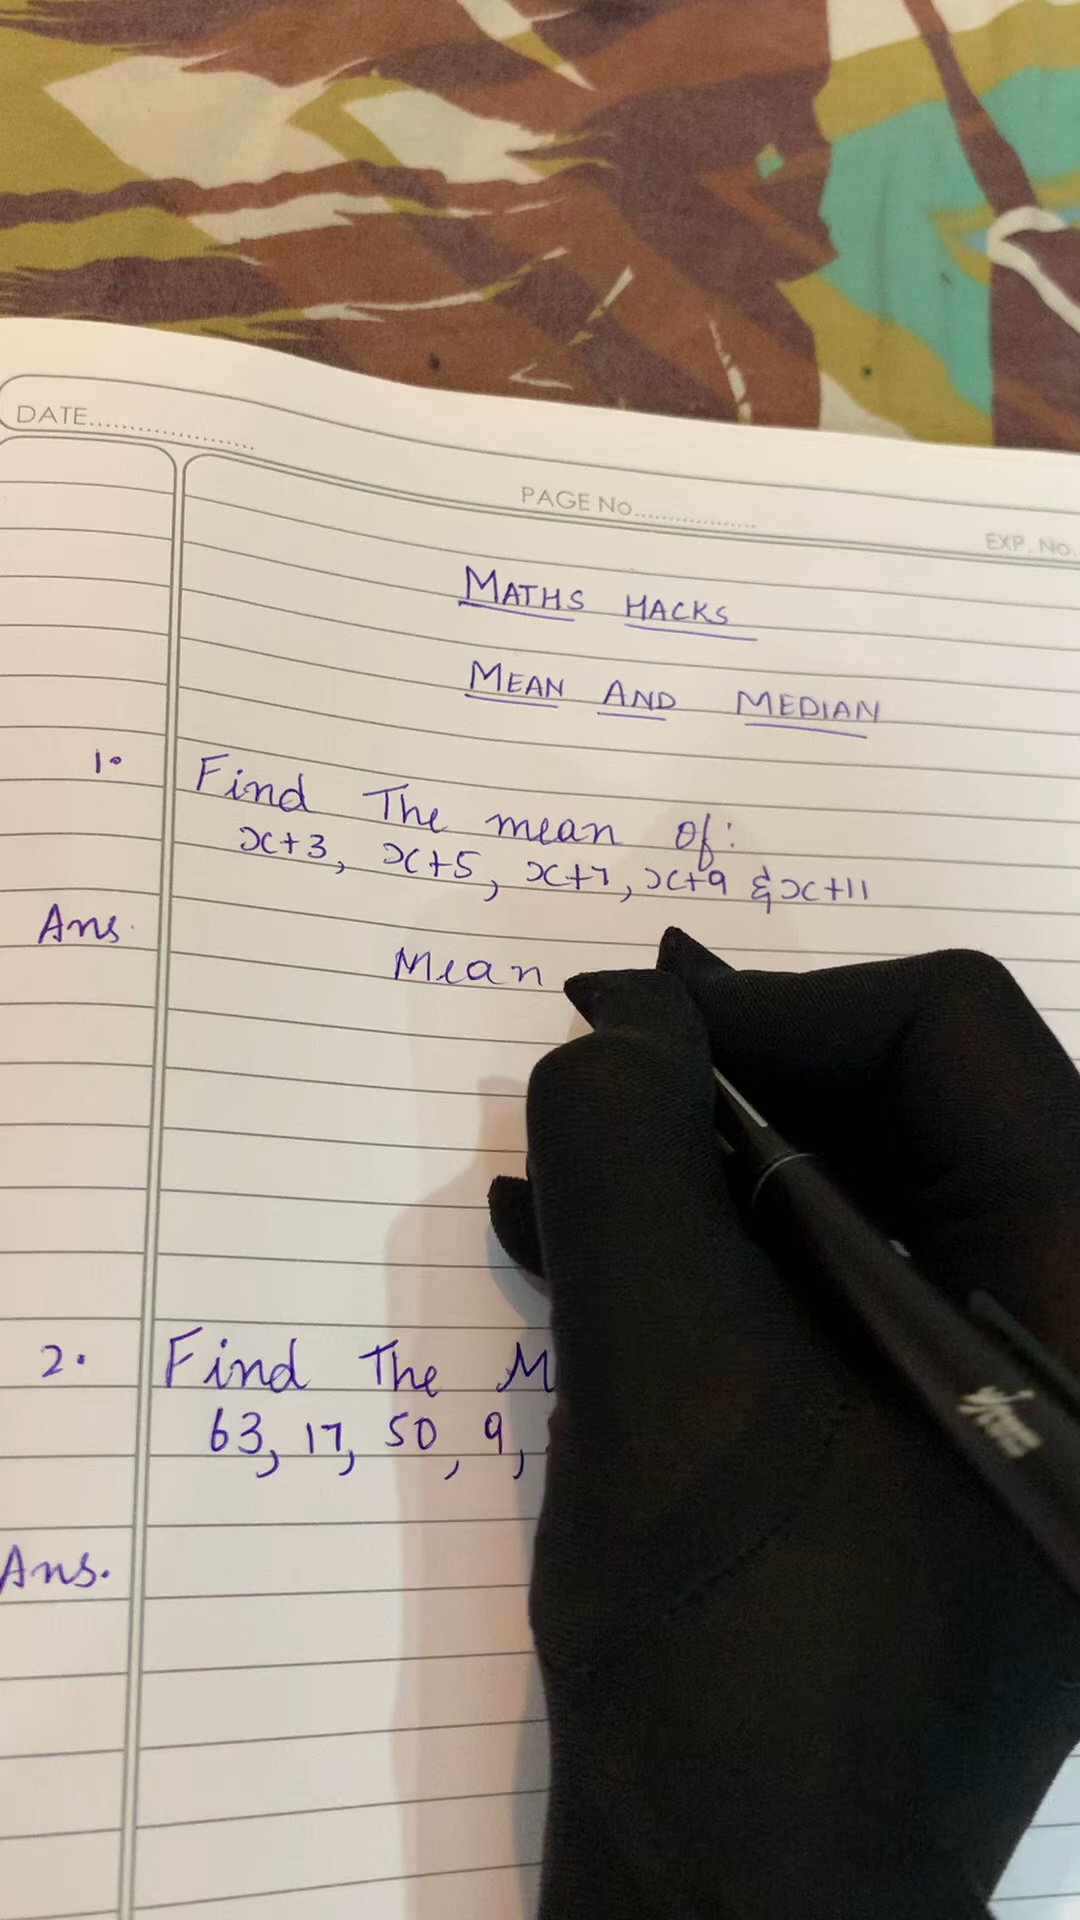 DATE....................
PAGE No..................
EXP. No.
MATHS HACKS
MEAN AND MEDIAN
1. Find The mean of:
x+3, x+5, x+7, x+9 & x+11
Ans.
Mean
2. Find The M
63, 17, 50, 9,
Ans.